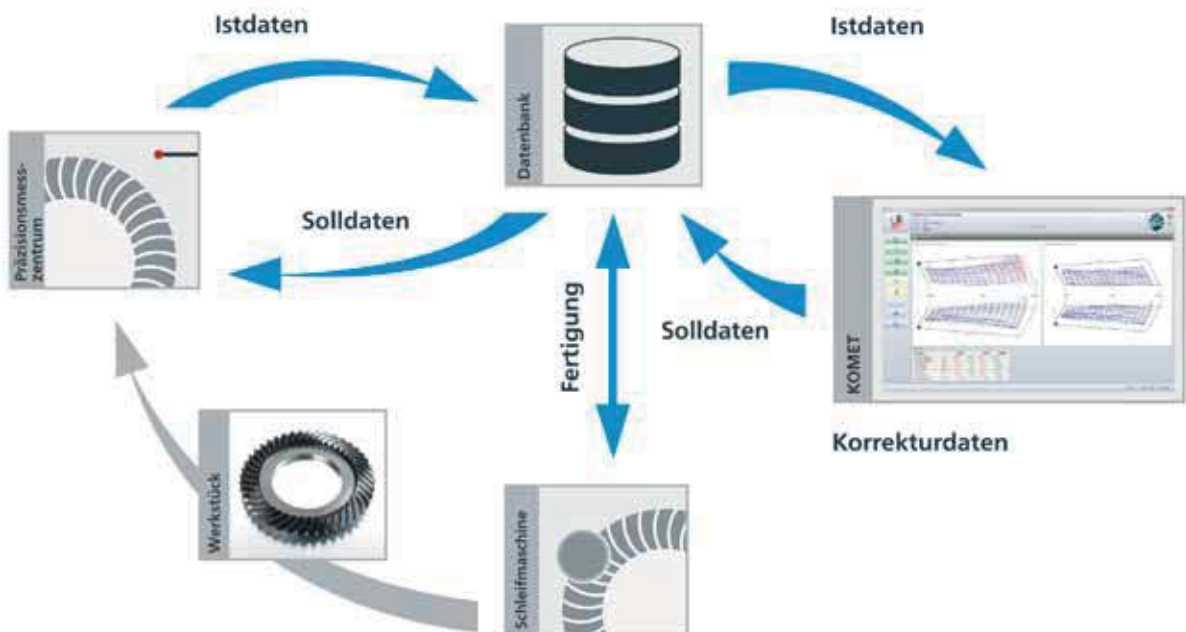 Istdaten
Istdaten
Datenbank
Präzisionsmess-
zentrum
Solldaten
Fertigung
Solldaten
KOMET
Korrekturdaten
Werkstück
Schleifmaschine